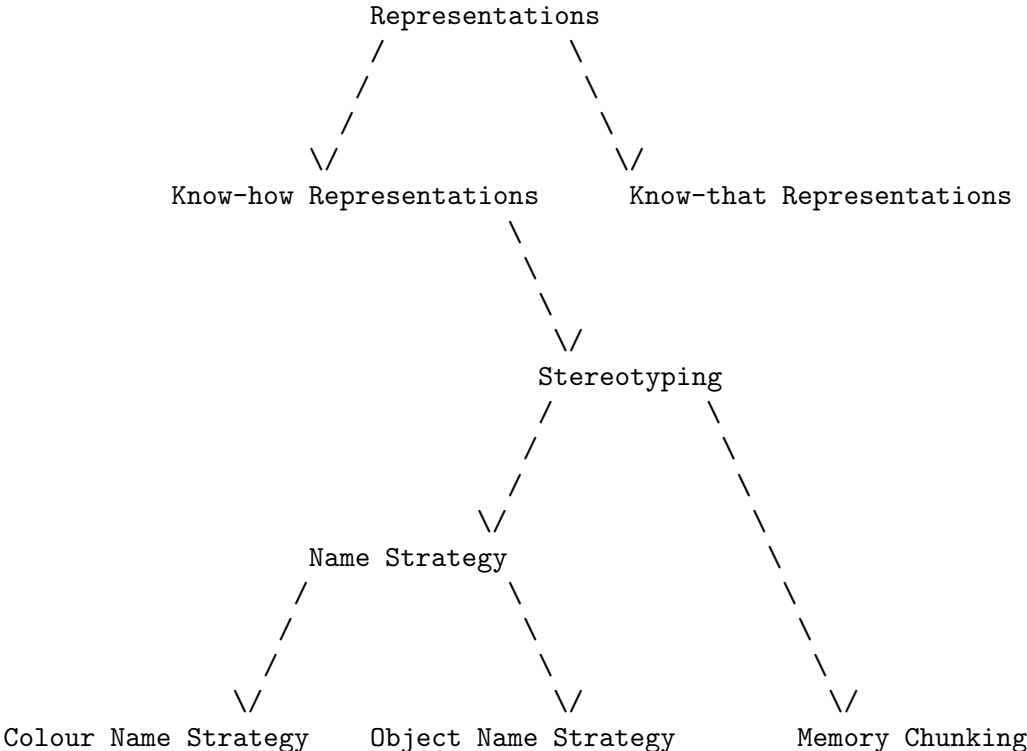 Representations
Know-how Representations Know-that Representations
Stereotyping
Name Strategy
Colour Name Strategy Object Name Strategy Memory Chunking